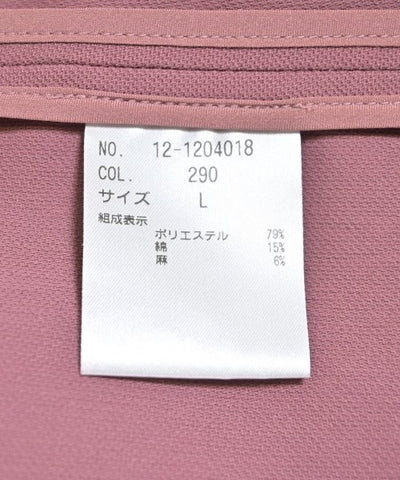 NO. 12-1204018
COL. 290
サイズ L
組成表示
ポリエステル 79%
綿 15%
麻 6%